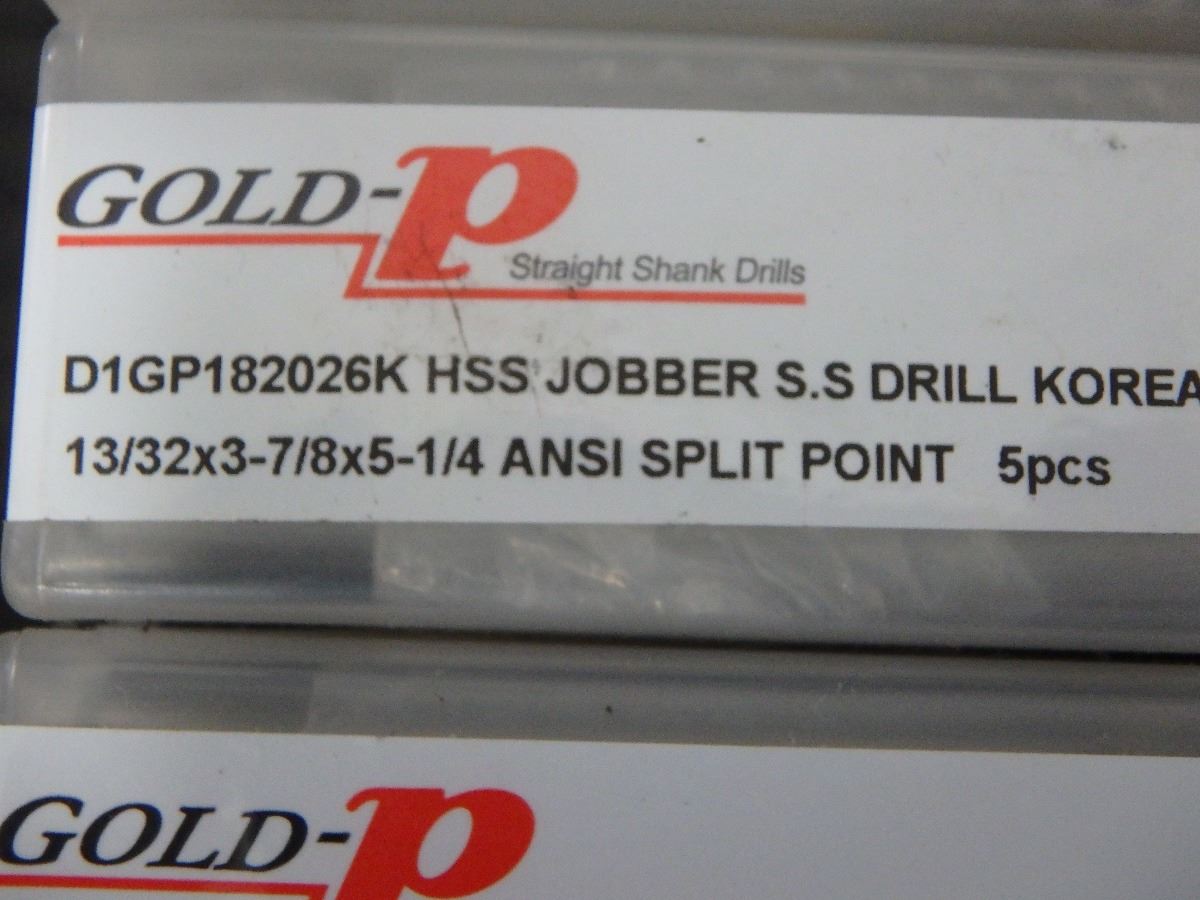 GOLD-P
Straight Shank Drills
D1GP182026K HSS JOBBER S.S DRILL KOREA
13/32x3-7/8x5-1/4 ANSI SPLIT POINT 5pcs
GOLD-P